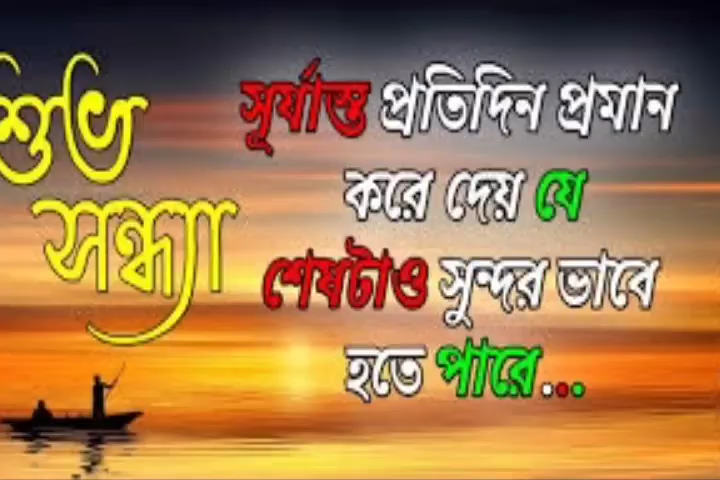 শুভ
সন্ধ্যা
সূর্যাস্ত প্রতিদিন প্রমান
করে দেয় যে
শেষটাও সুন্দর ভাবে
হতে পারে...